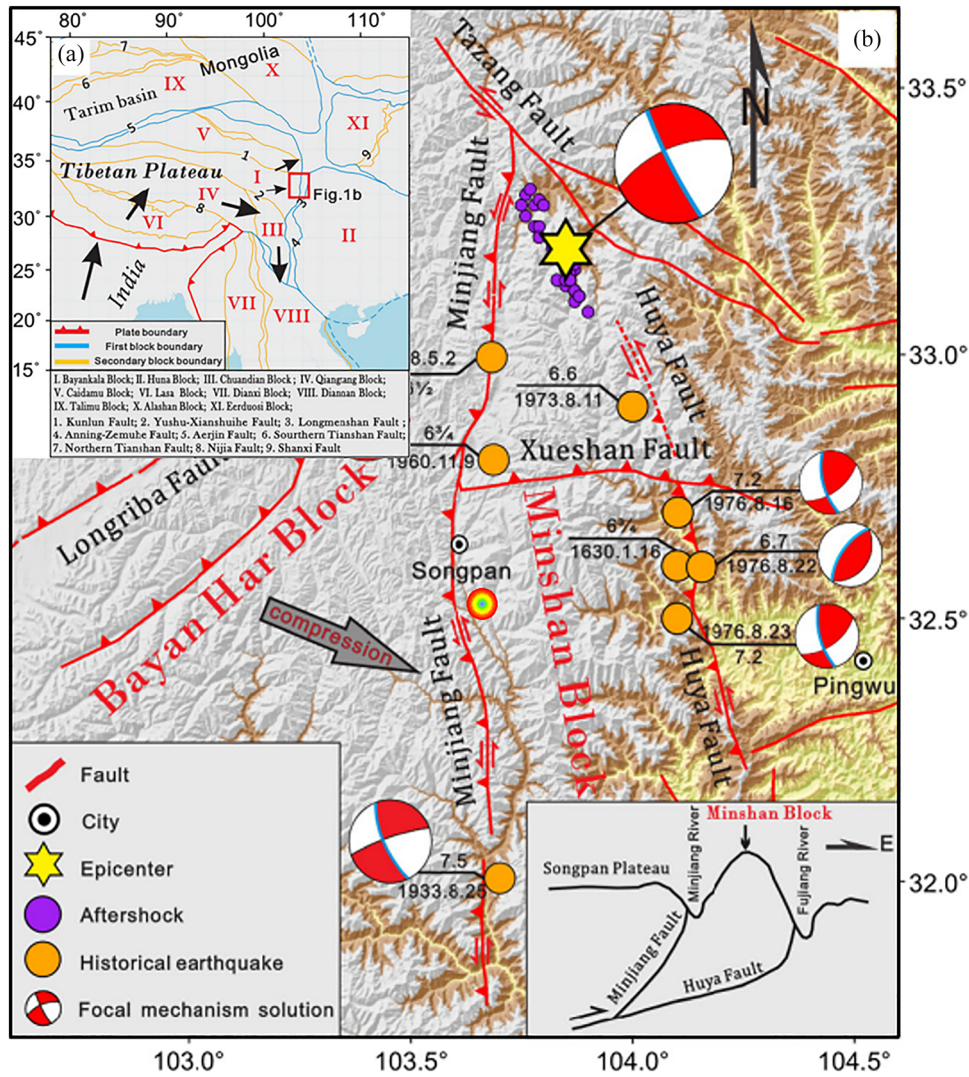 (a)
45°
40°
35°
30°
25°
20°
15°
80°
90°
100°
110°
7
Mongolia
X
6
IX
Tarim basin
5
V
XI
9
1
I
Tibetan Plateau
2
Fig.1b
IV
3
VI
8
III
4
II
India
VII
VIII
Plate boundary
First block boundary
Secondary block boundary
I. Bayankala Block; II. Huna Block; III. Chuandian Block; IV. Qiangang Block;
V. Caidamu Block; VI. Lasa Block; VII. Dianxi Block; VIII. Diannan Block;
IX. Talimu Block; X. Alashan Block; XI. Eerduosi Block;
1. Kunlun Fault; 2. Yushu-Xianshuihe Fault; 3. Longmenshan Fault;
4. Anning-Zemuhe Fault; 5. Aerjin Fault; 6. Sourthern Tianshan Fault;
7. Northern Tianshan Fault; 8. Nijia Fault; 9. Shanxi Fault
(b)
N
Tazang Fault
Minjiang Fault
Huya Fault
8.5.2
½
6.6
1973.8.11
6¾
1960.11.9
Xueshan Fault
Longriba Fault
Bayan Har Block
Minshan Block
7.2
1976.8.16
6¾
1630.1.16
6.7
1976.8.22
1976.8.23
7.2
Songpan
Pingwu
compression
Minjiang Fault
Huya Fault
7.5
1933.8.25
Fault
City
Epicenter
Aftershock
Historical earthquake
Focal mechanism solution
Minshan Block
E
Songpan Plateau
Minjiang River
Fujiang River
Minjiang Fault
Huya Fault
33.5°
33.0°
32.5°
32.0°
103.0°
103.5°
104.0°
104.5°